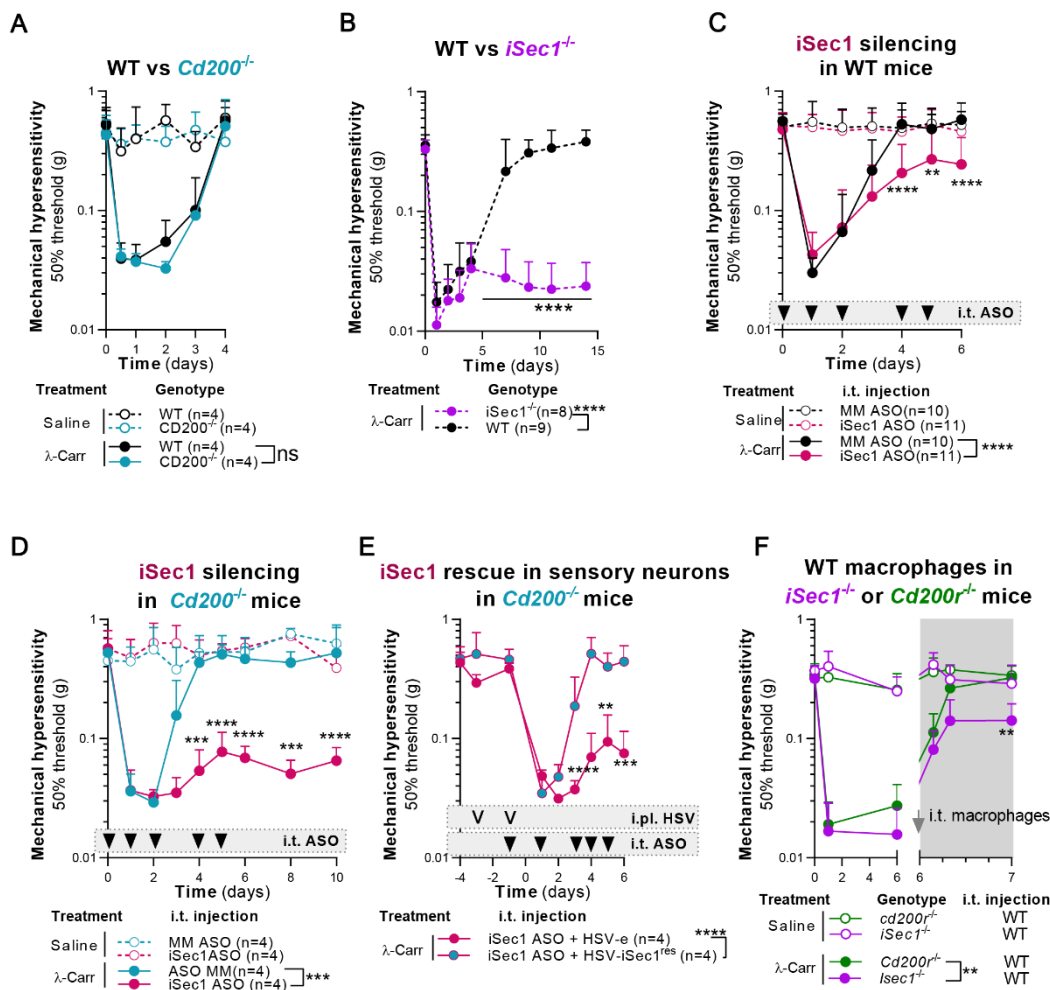 A
WT vs Cd200-/-
Mechanical hypersensitivity
50% threshold (g)
1
0.1
0.01
0 1 2 3 4
Time (days)
Treatment Genotype
Saline
WT (n=4)
CD200-/- (n=4)
λ-Carr
WT (n=4)
CD200-/- (n=4)
ns
B
WT vs iSec1-/-
Mechanical hypersensitivity
50% threshold (g)
1
0.1
0.01
****
0 5 10 15
Time (days)
Treatment Genotype
λ-Carr
iSec1-/-(n=8)
WT (n=9)
****
C
iSec1 silencing
in WT mice
Mechanical hypersensitivity
50% threshold (g)
1
0.1
0.01
**** ** ****
i.t. ASO
0 2 4 6
Time (days)
Treatment i.t. injection
Saline
MM ASO(n=10)
iSec1 ASO(n=11)
λ-Carr
MM ASO(n=10)
iSec1 ASO(n=11)
****
D
iSec1 silencing
in Cd200-/- mice
Mechanical hypersensitivity
50% threshold (g)
1
0.1
0.01
*** **** **** *** ****
i.t. ASO
0 2 4 6 8 10
Time (days)
Treatment i.t. injection
Saline
MM ASO (n=4)
iSec1ASO (n=4)
λ-Carr
ASO MM(n=4)
iSec1 ASO (n=4)
***
E
iSec1 rescue in sensory neurons
in Cd200-/- mice
Mechanical hypersensitivity
50% threshold (g)
1
0.1
0.01
**
**** ***
V V i.pl. HSV
i.t. ASO
-4 -2 0 2 4 6
Time (days)
Treatment i.t. injection
λ-Carr
iSec1 ASO + HSV-e (n=4)
iSec1 ASO + HSV-iSec1res (n=4)
****
F
WT macrophages in
iSec1-/- or Cd200r-/- mice
Mechanical hypersensitivity
50% threshold (g)
1
0.1
0.01
**
i.t. macrophages
0 2 4 6 6 7
Time (days)
Treatment Genotype i.t. injection
Saline
cd200r-/- WT
iSec1-/- WT
λ-Carr
Cd200r-/- WT
Isec1-/- WT
**